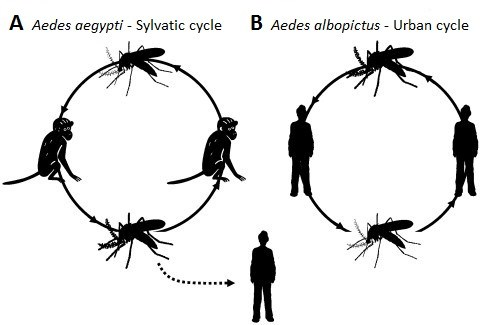 A Aedes aegypti - Sylvatic cycle
B Aedes albopictus - Urban cycle